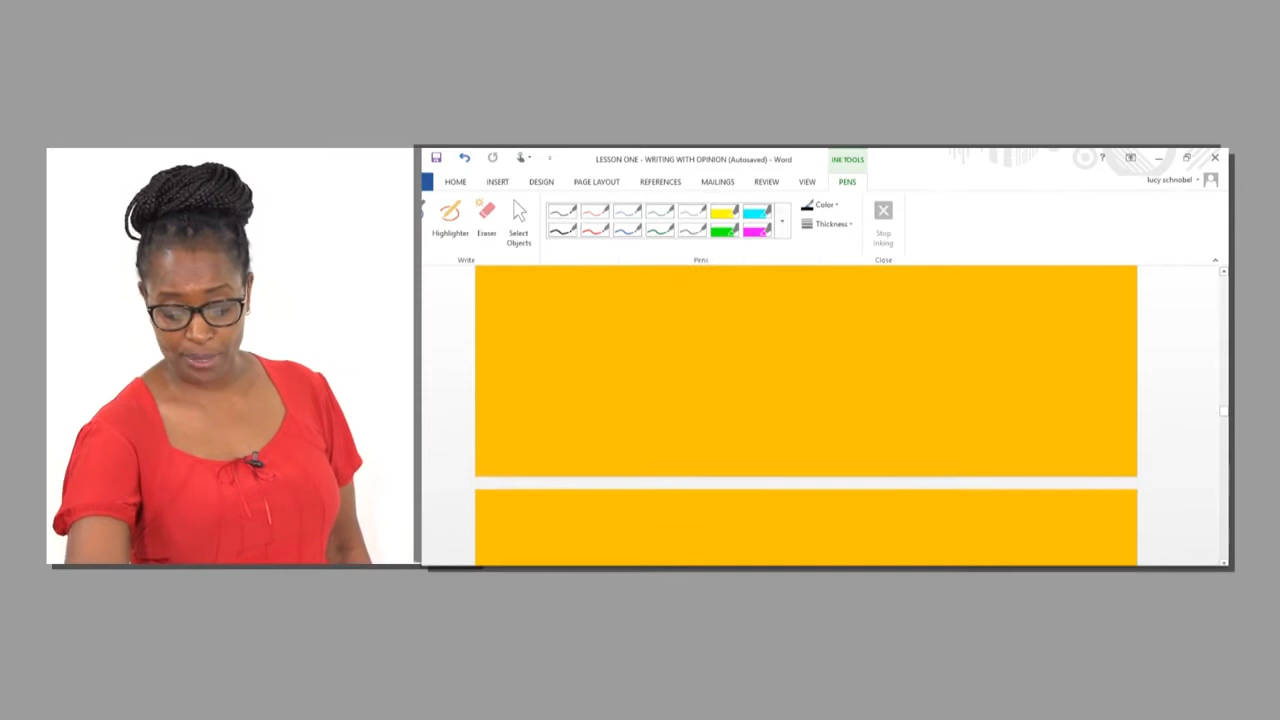 LESSON ONE - WRITING WITH OPINION (Autosaved) - Word
INK TOOLS
?
HOME
INSERT
DESIGN
PAGE LAYOUT
REFERENCES
MAILINGS
REVIEW
VIEW
PENS
lucy schnobel
Highlighter
Eraser
Select
Objects
Color
Thickness
Stop
Inking
Write
Pens
Close